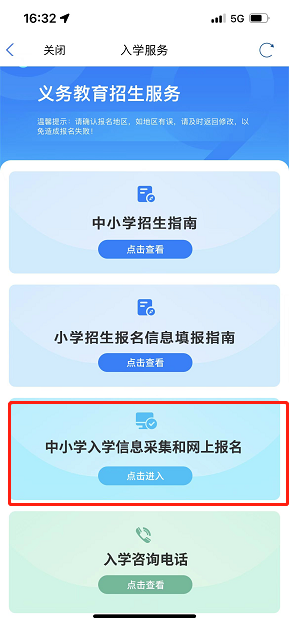 16:32
5G
关闭
入学服务
义务教育招生服务
温馨提示：请确认报名地区，如地区有误，请及时返回修改，以
免造成报名失败！
中小学招生指南
点击查看
小学招生报名信息填报指南
点击查看
中小学入学信息采集和网上报名
点击进入
入学咨询电话
点击查看